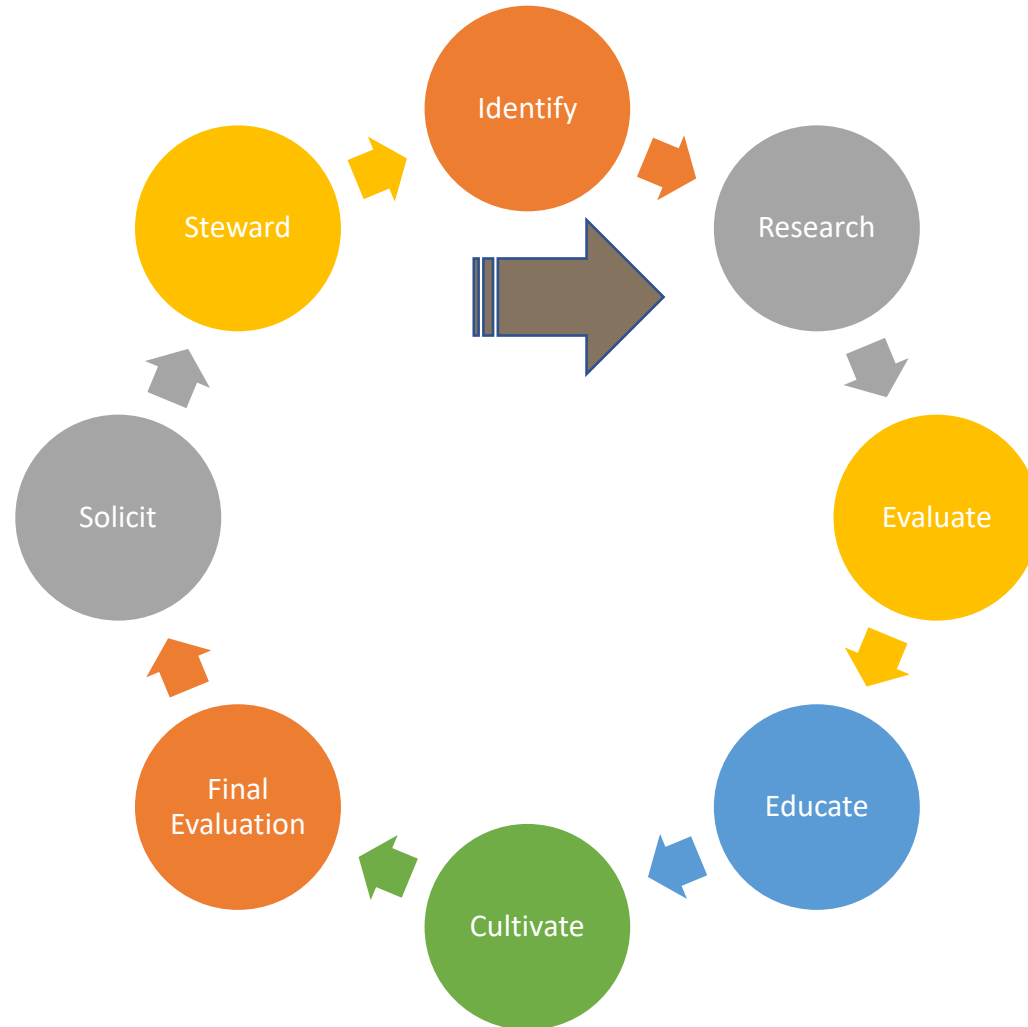 Identify
Research
Evaluate
Educate
Cultivate
Final
Evaluation
Solicit
Steward